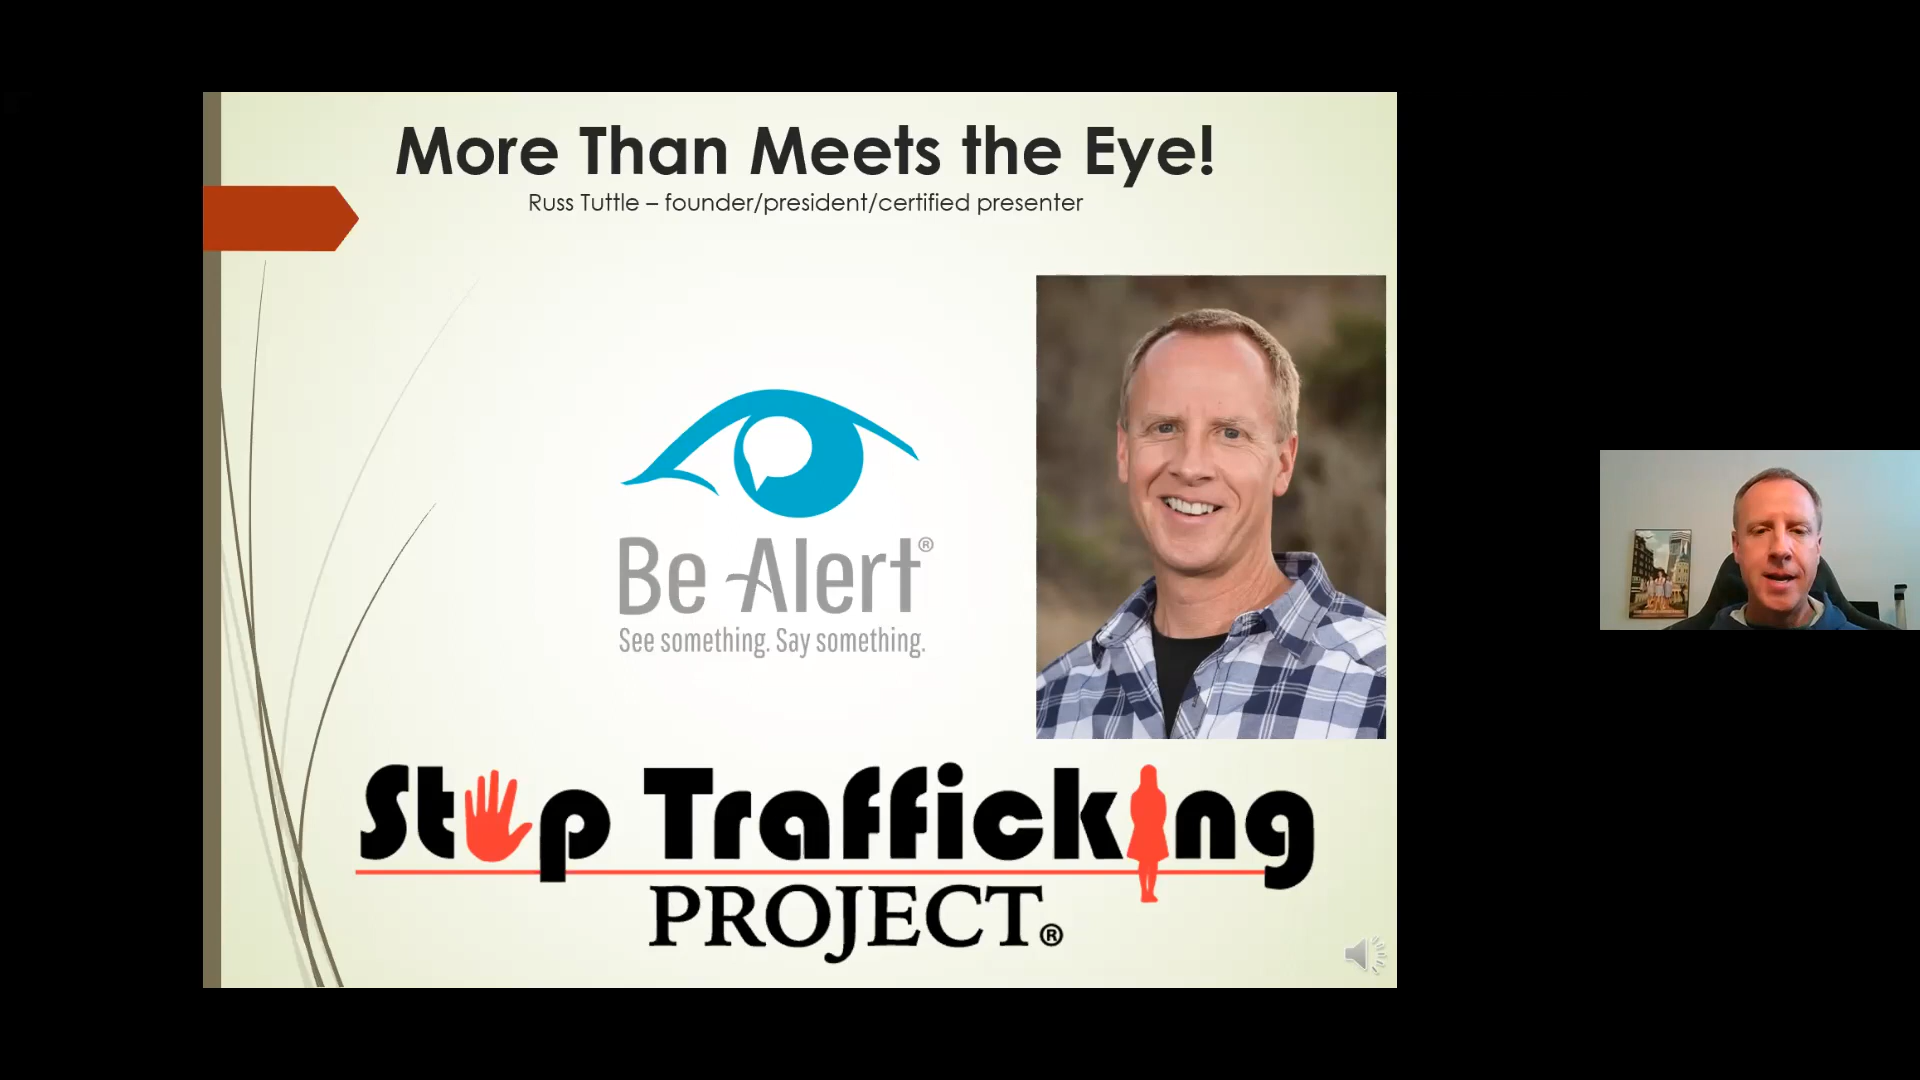 More Than Meets the Eye!
Russ Tuttle – founder/president/certified presenter
Be Alert®
See something. Say something.
Stop Trafficking
PROJECT®